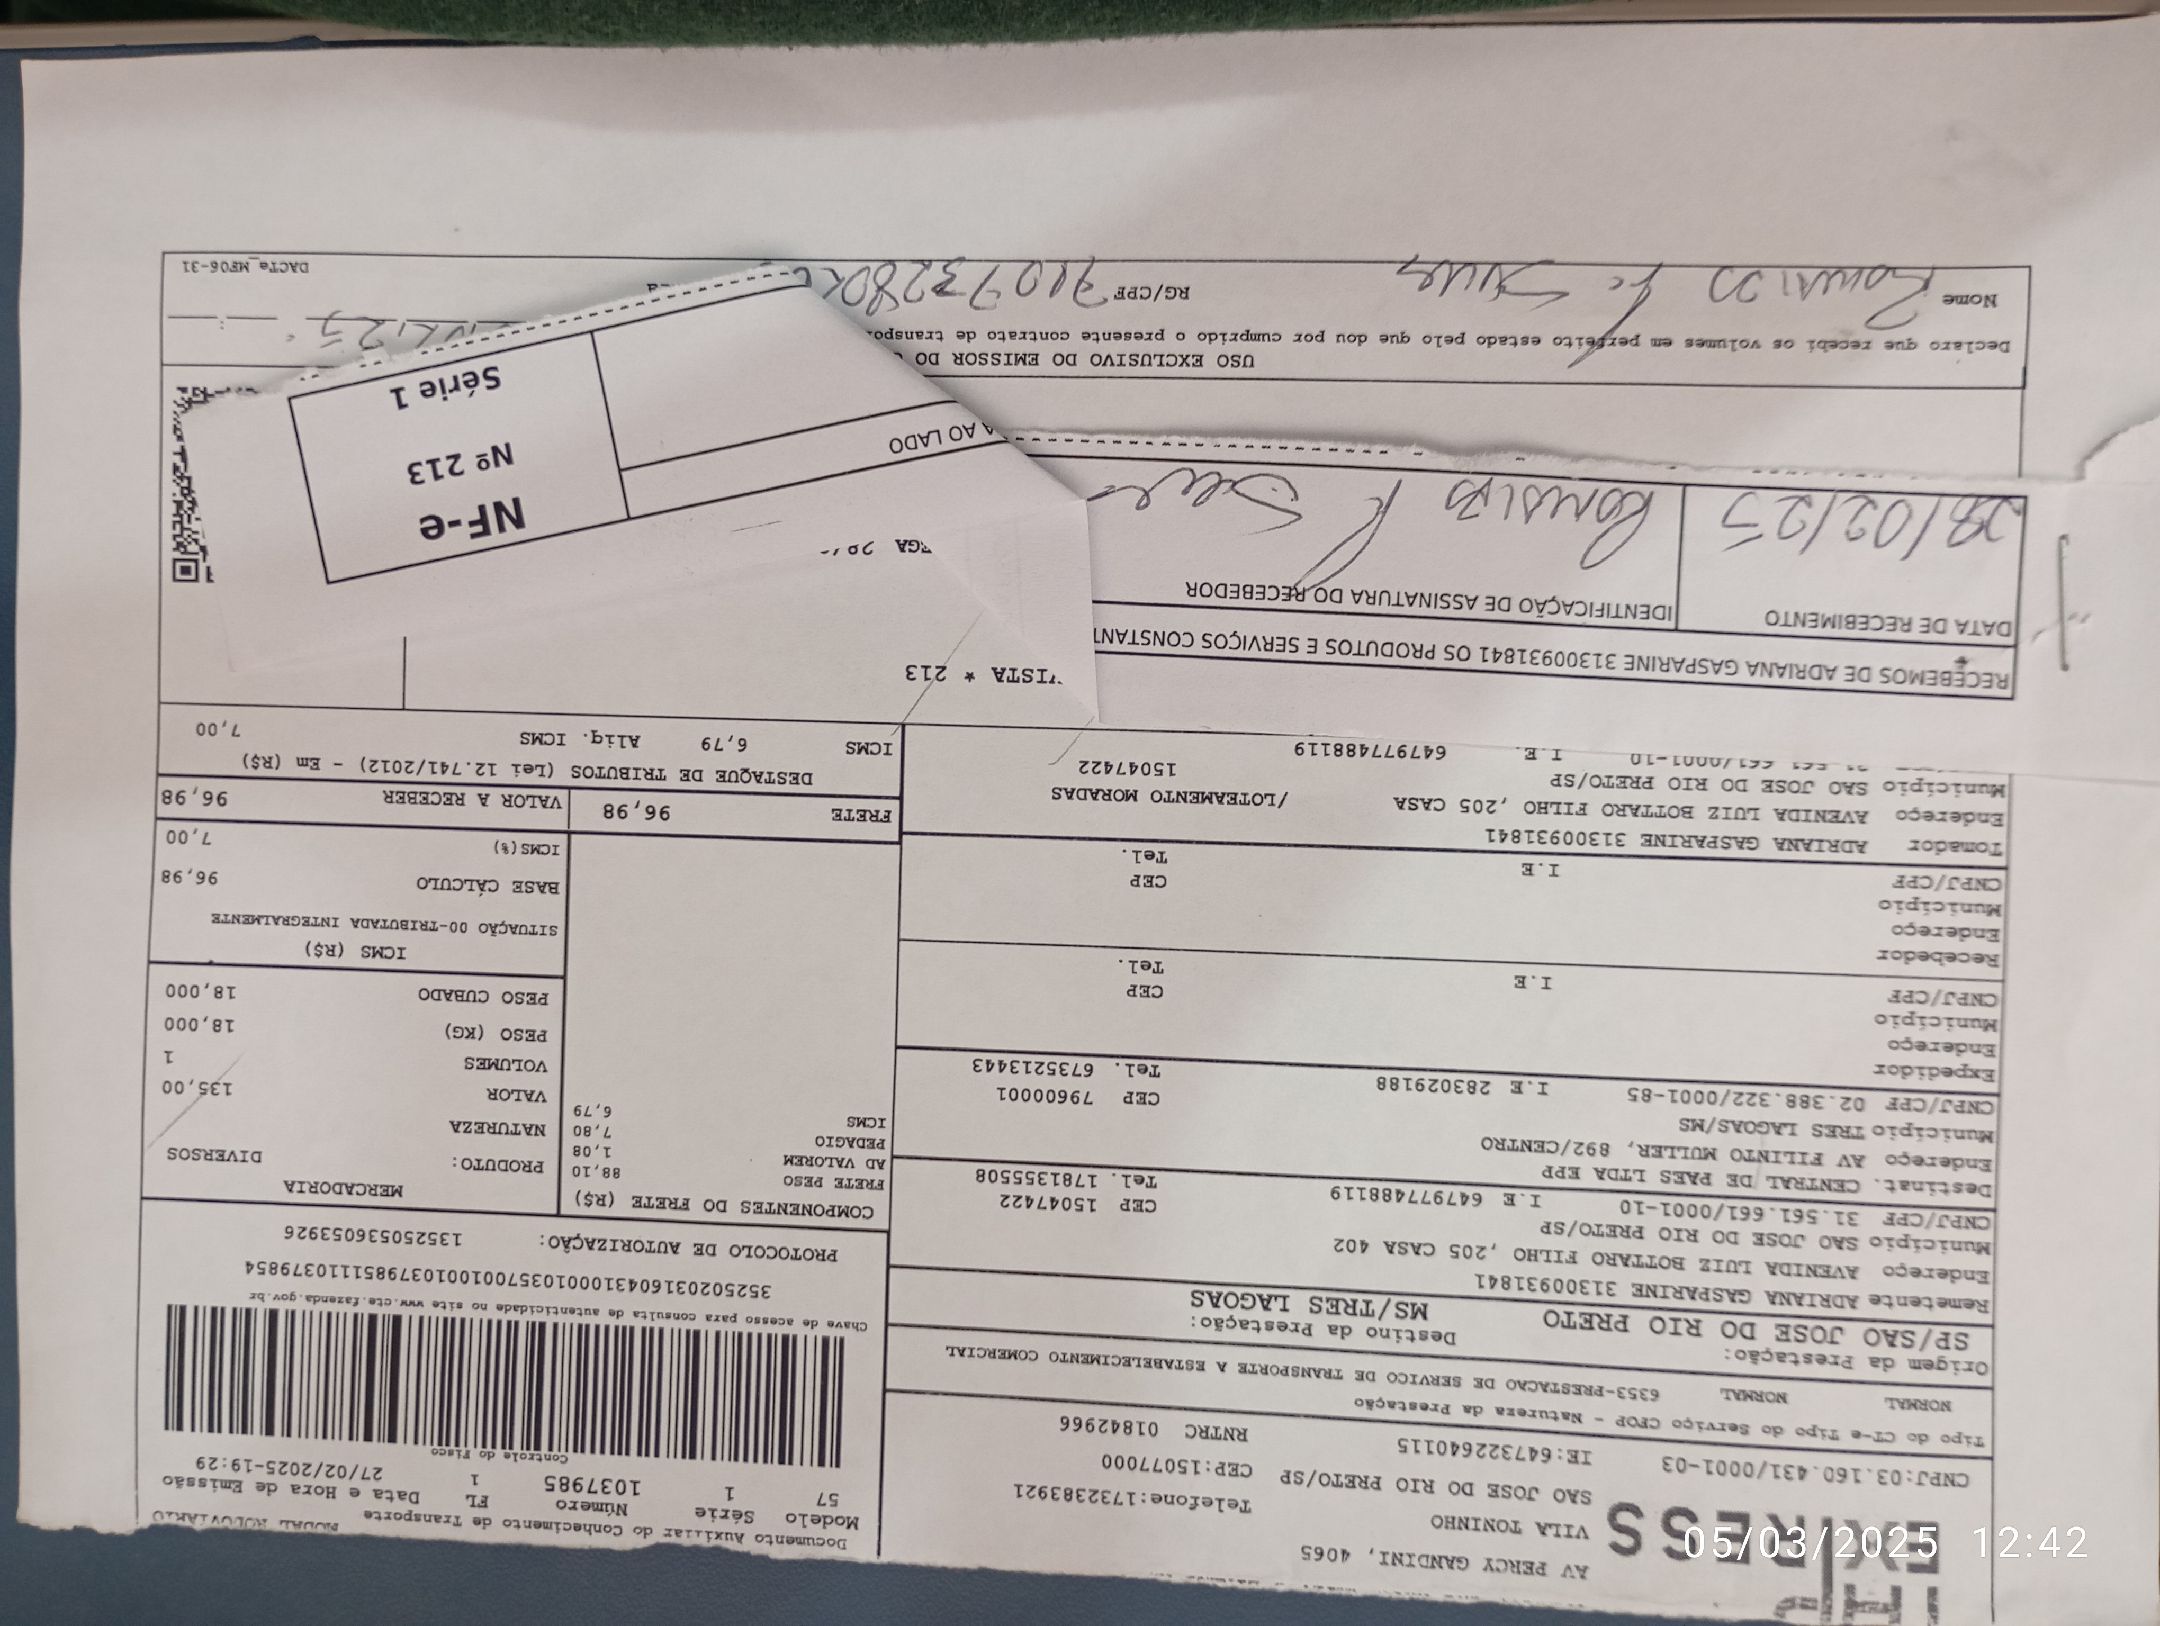 EXPRESS
AV PERCY GANDINI, 4065
VILA TONINHO
SAO JOSE DO RIO PRETO/SP
Telefone:1732383921
CEP:15077000
CNPJ:03.160.431/0001-03 IE:647322640115 RNTRC 01842966
Documento Auxiliar do Conhecimento de Transporte MODAL RODOVIARIO
Modelo Série Número FL Data e Hora de Emissão
57 1 1037985 1 27/02/2025-19:29
Controle do Fisco
Tipo do CT-e Tipo do Serviço CFOP - Natureza da Prestação
NORMAL NORMAL 6353-PRESTACAO DE SERVICO DE TRANSPORTE A ESTABELECIMENTO COMERCIAL
Chave de acesso para consulta de autenticidade no site www.cte.fazenda.gov.br
352502031604310001035700100103798511110379854
PROTOCOLO DE AUTORIZAÇÃO: 135250536053926
Origem da Prestação: Destino da Prestação:
SP/SAO JOSE DO RIO PRETO MS/TRES LAGOAS
Remetente ADRIANA GASPARINE 31300931841
Endereço AVENIDA LUIZ BOTTARO FILHO ,205 CASA 402
Município SAO JOSE DO RIO PRETO/SP CEP 15047422
CNPJ/CPF 31.561.661/0001-10 I.E 647977488119 Tel. 1781355508
Destinat. CENTRAL DE PAES LTDA EPP
Endereço AV FILINTO MULLER, 892/CENTRO
Município TRES LAGOAS/MS CEP 79600001
CNPJ/CPF 02.388.322/0001-85 I.E 283029188 Tel. 6735213443
Expedidor
Endereço
Município CEP
CNPJ/CPF I.E Tel.
Recebedor
Endereço
Município CEP
CNPJ/CPF I.E Tel.
Tomador ADRIANA GASPARINE 31300931841
Endereço AVENIDA LUIZ BOTTARO FILHO ,205 CASA /LOTEAMENTO MORADAS
Município SAO JOSE DO RIO PRETO/SP 15047422
31.561.661/0001-10 I.E. 647977488119
COMPONENTES DO FRETE (R$)
FRETE PESO 88,10
AD VALOREM 1,08
PEDAGIO 7,80
ICMS 6,79
MERCADORIA
PRODUTO: DIVERSOS
NATUREZA
VALOR 135,00
VOLUMES 1
PESO (KG) 18,000
PESO CUBADO 18,000
ICMS (R$)
SITUAÇÃO 00-TRIBUTADA INTEGRALMENTE
BASE CÁLCULO 96,98
ICMS(%) 7,00
FRETE 96,98 VALOR A RECEBER 96,98
DESTAQUE DE TRIBUTOS (Lei 12.741/2012) - Em (R$)
ICMS 6,79 Aliq. ICMS 7,00
VISTA * 213
RECEBEMOS DE ADRIANA GASPARINE 31300931841 OS PRODUTOS E SERVIÇOS CONSTANT
DATA DE RECEBIMENTO IDENTIFICAÇÃO DE ASSINATURA DO RECEBEDOR
28/02/25 Ronaldo
A AO LADO
NF-e
Nº 213
Série 1
USO EXCLUSIVO DO EMISSOR DO
Declaro que recebi os volumes em perfeito estado pelo que dou por cumprido o presente contrato de transpor
Nome Ronaldo RG/CPF
DACTe_MF06-31
05/03/2025 12:42